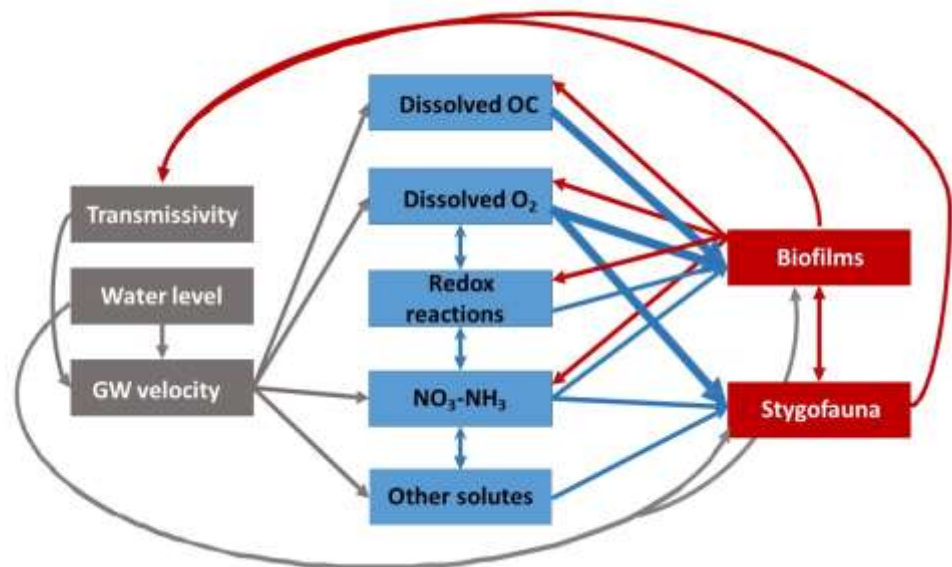 Dissolved OC
Dissolved O₂
Transmissivity
Biofilms
Water level
Redox
reactions
GW velocity
NO₃-NH₃
Stygofauna
Other solutes